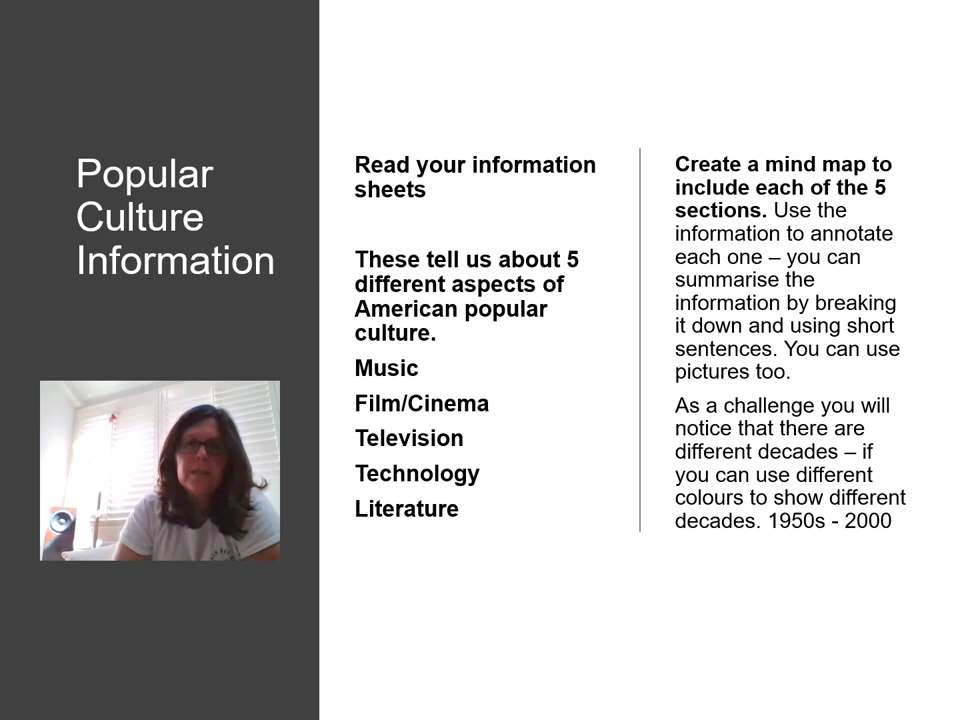 Popular
Culture
Information
Read your information
sheets
These tell us about 5
different aspects of
American popular
culture.
Music
Film/Cinema
Television
Technology
Literature
Create a mind map to
include each of the 5
sections. Use the
information to annotate
each one – you can
summarise the
information by breaking
it down and using short
sentences. You can use
pictures too.
As a challenge you will
notice that there are
different decades – if
you can use different
colours to show different
decades. 1950s - 2000